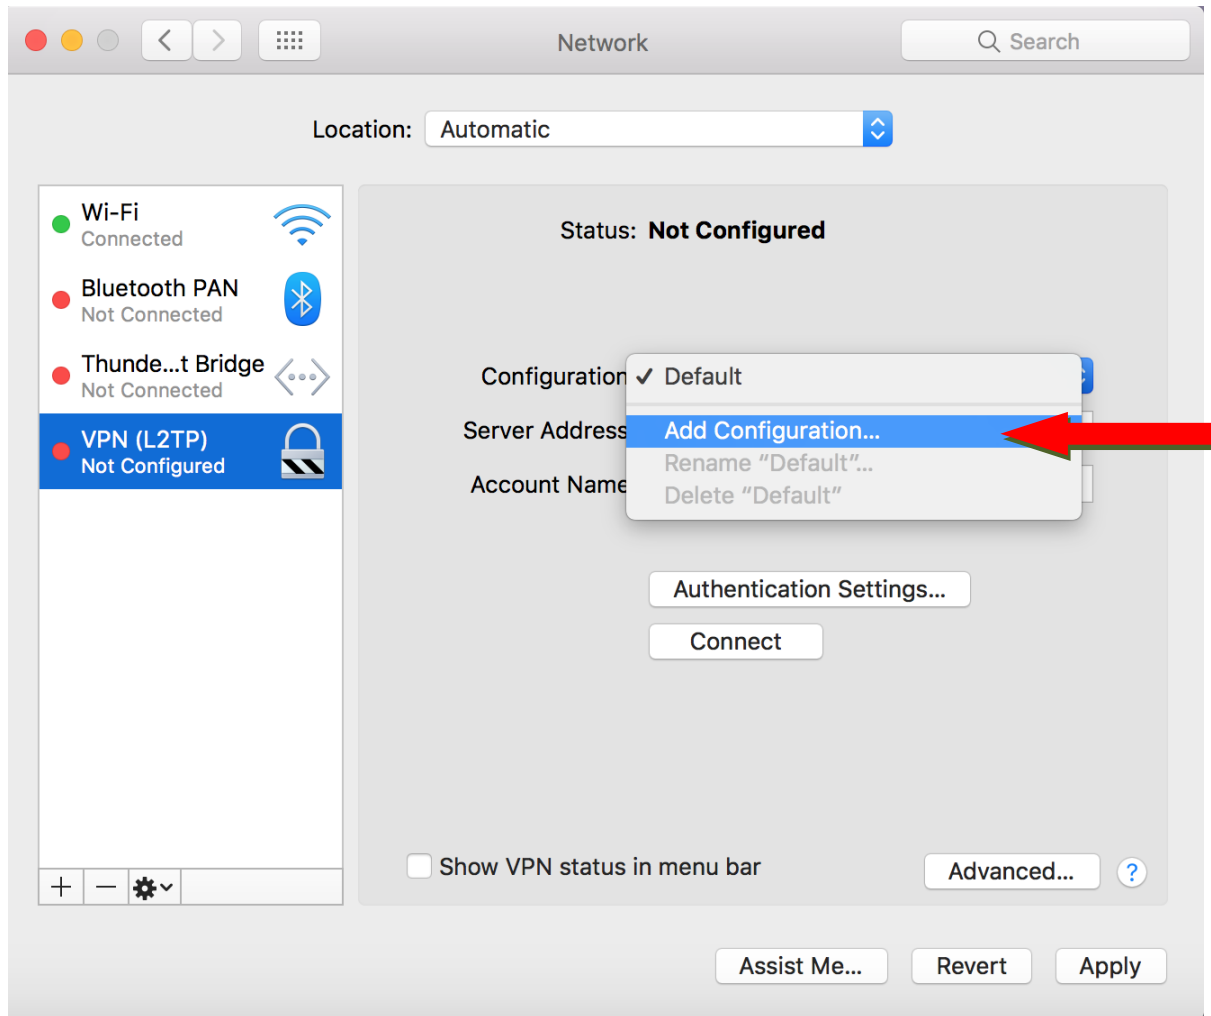 Network
Search
Location: Automatic
Wi-Fi
Connected
Bluetooth PAN
Not Connected
Thunde...t Bridge
Not Connected
VPN (L2TP)
Not Configured
Status: Not Configured
Configuration ✓ Default
Server Address Add Configuration...
Rename “Default”...
Account Name Delete “Default”
Authentication Settings...
Connect
Show VPN status in menu bar
Advanced... ?
Assist Me... Revert Apply